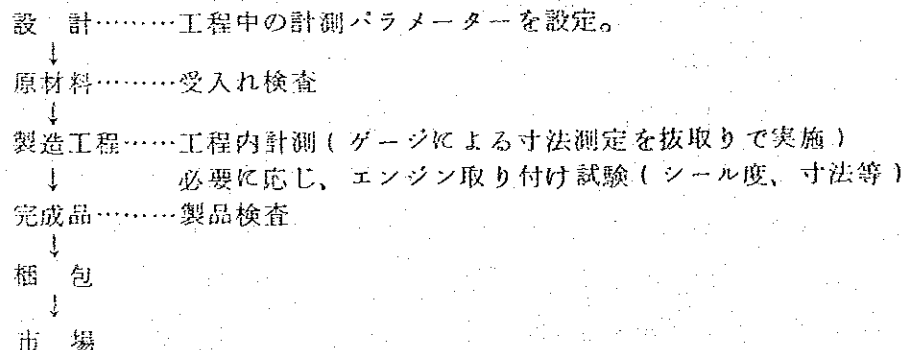 設　計………工程中の計測パラメーターを設定。
↓
原材料………受入れ検査
↓
製造工程……工程内計測（ゲージによる寸法測定を抜取りで実施）
↓　　　必要に応じ、エンジン取り付け試験（シール度、寸法等）
完成品………製品検査
↓
梱　包
↓
市　場